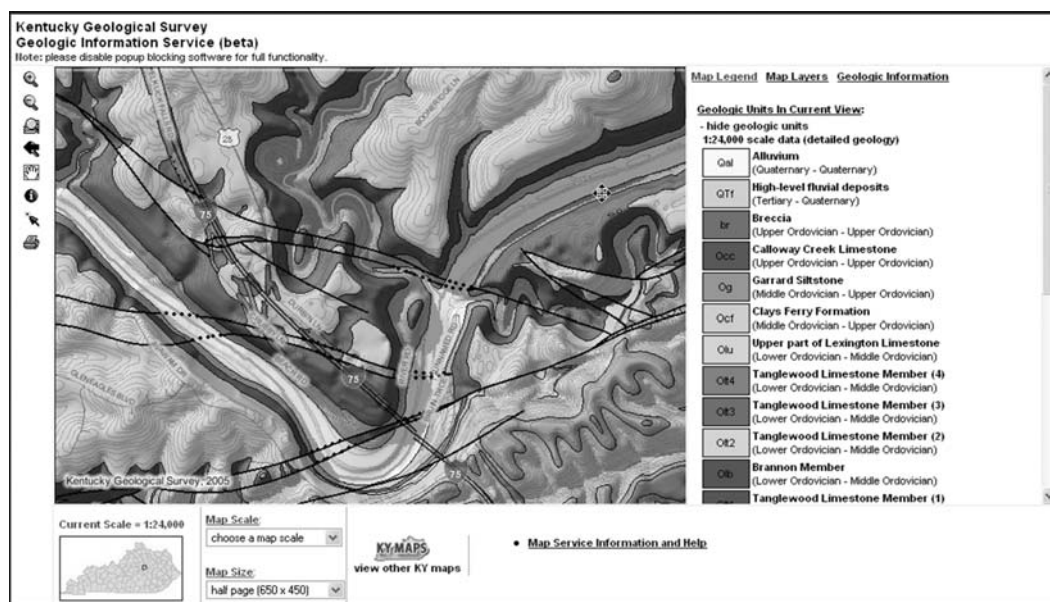 Kentucky Geological Survey
Geologic Information Service (beta)
Note: please disable popup blocking software for full functionality.
Map Legend Map Layers Geologic Information
Geologic Units In Current View:
- hide geologic units
1:24,000 scale data (detailed geology)
Qal Alluvium
(Quaternary - Quaternary)
QTf High-level fluvial deposits
(Tertiary - Quaternary)
br Breccia
(Upper Ordovician - Upper Ordovician)
Occ Calloway Creek Limestone
(Upper Ordovician - Upper Ordovician)
Og Garrard Siltstone
(Middle Ordovician - Upper Ordovician)
Ocf Clays Ferry Formation
(Middle Ordovician - Upper Ordovician)
Olu Upper part of Lexington Limestone
(Lower Ordovician - Middle Ordovician)
Olt4 Tanglewood Limestone Member (4)
(Lower Ordovician - Middle Ordovician)
Olt3 Tanglewood Limestone Member (3)
(Lower Ordovician - Middle Ordovician)
Olt2 Tanglewood Limestone Member (2)
(Lower Ordovician - Middle Ordovician)
Olb Brannon Member
(Lower Ordovician - Middle Ordovician)
Tanglewood Limestone Member (1)
25
75
75
75
GLENEAGLES BLVD
Kentucky Geological Survey, 2005
Current Scale = 1:24,000
Map Scale:
choose a map scale
Map Size:
half page (650 x 450)
KY MAPS
view other KY maps
• Map Service Information and Help